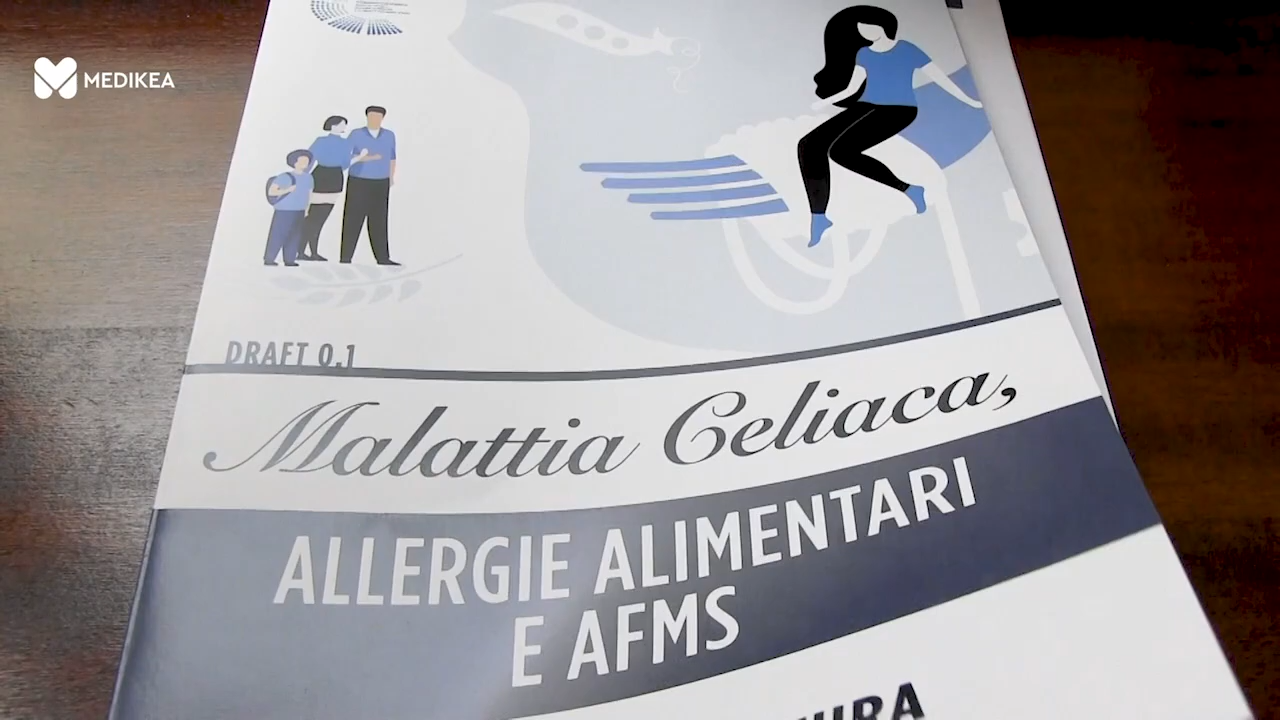 MEDIKEA
DRAFT 0.1
Malattia Celiaca,
ALLERGIE ALIMENTARI
E AFMS